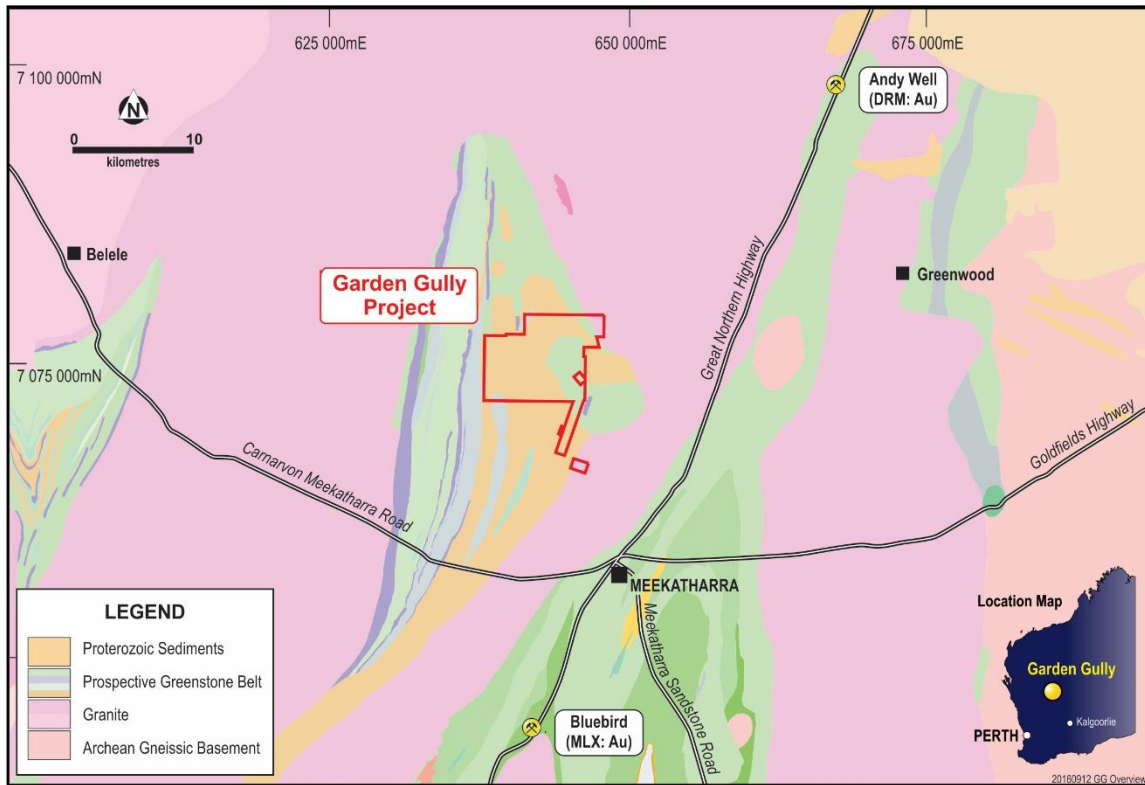 625 000mE
650 000mE
675 000mE
7 100 000mN
N
0 10
kilometres
Andy Well
(DRM: Au)
Belele
Garden Gully
Project
Great Northern Highway
Greenwood
7 075 000mN
Goldfields Highway
Carnarvon Meekatharra Road
MEEKATHARRA
Meekatharra Sandstone Road
Bluebird
(MLX: Au)
LEGEND
Proterozoic Sediments
Prospective Greenstone Belt
Granite
Archean Gneissic Basement
Location Map
Garden Gully
Kalgoorlie
PERTH
20160912 GG Overview